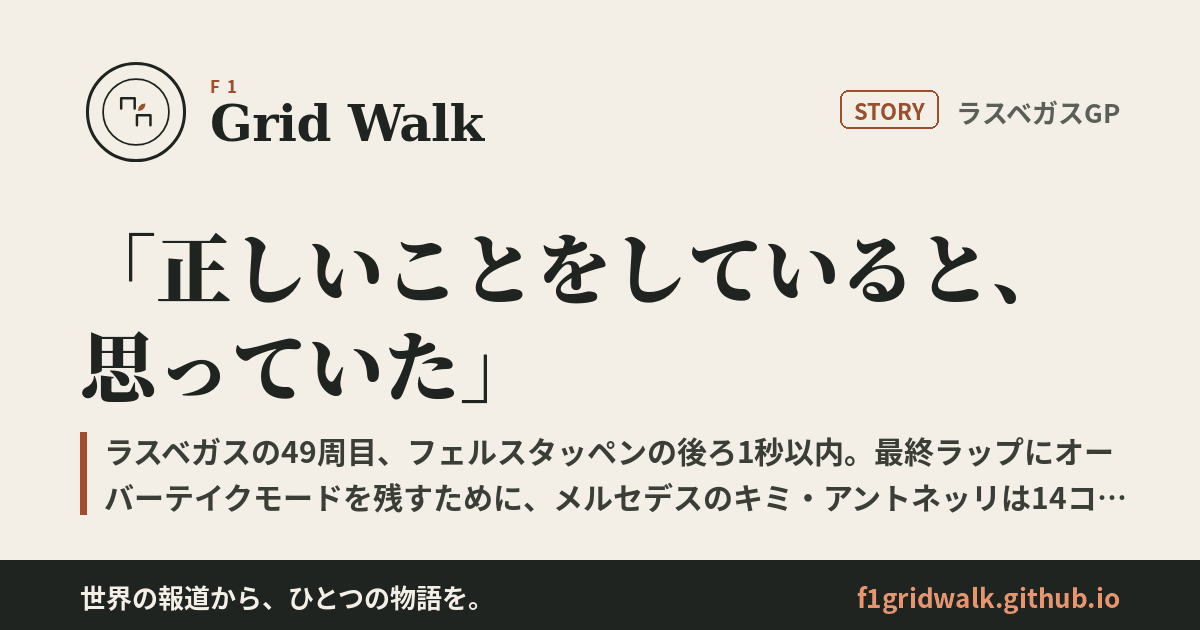 F1
Grid Walk
STORY
ラスベガスGP
「正しいことをしていると、
思っていた」
ラスベガスの49周目、フェルスタッペンの後ろ1秒以内。最終ラップにオー
バーテイクモードを残すために、メルセデスのキミ・アントネッリは14コ…
世界の報道から、ひとつの物語を。
f1gridwalk.github.io